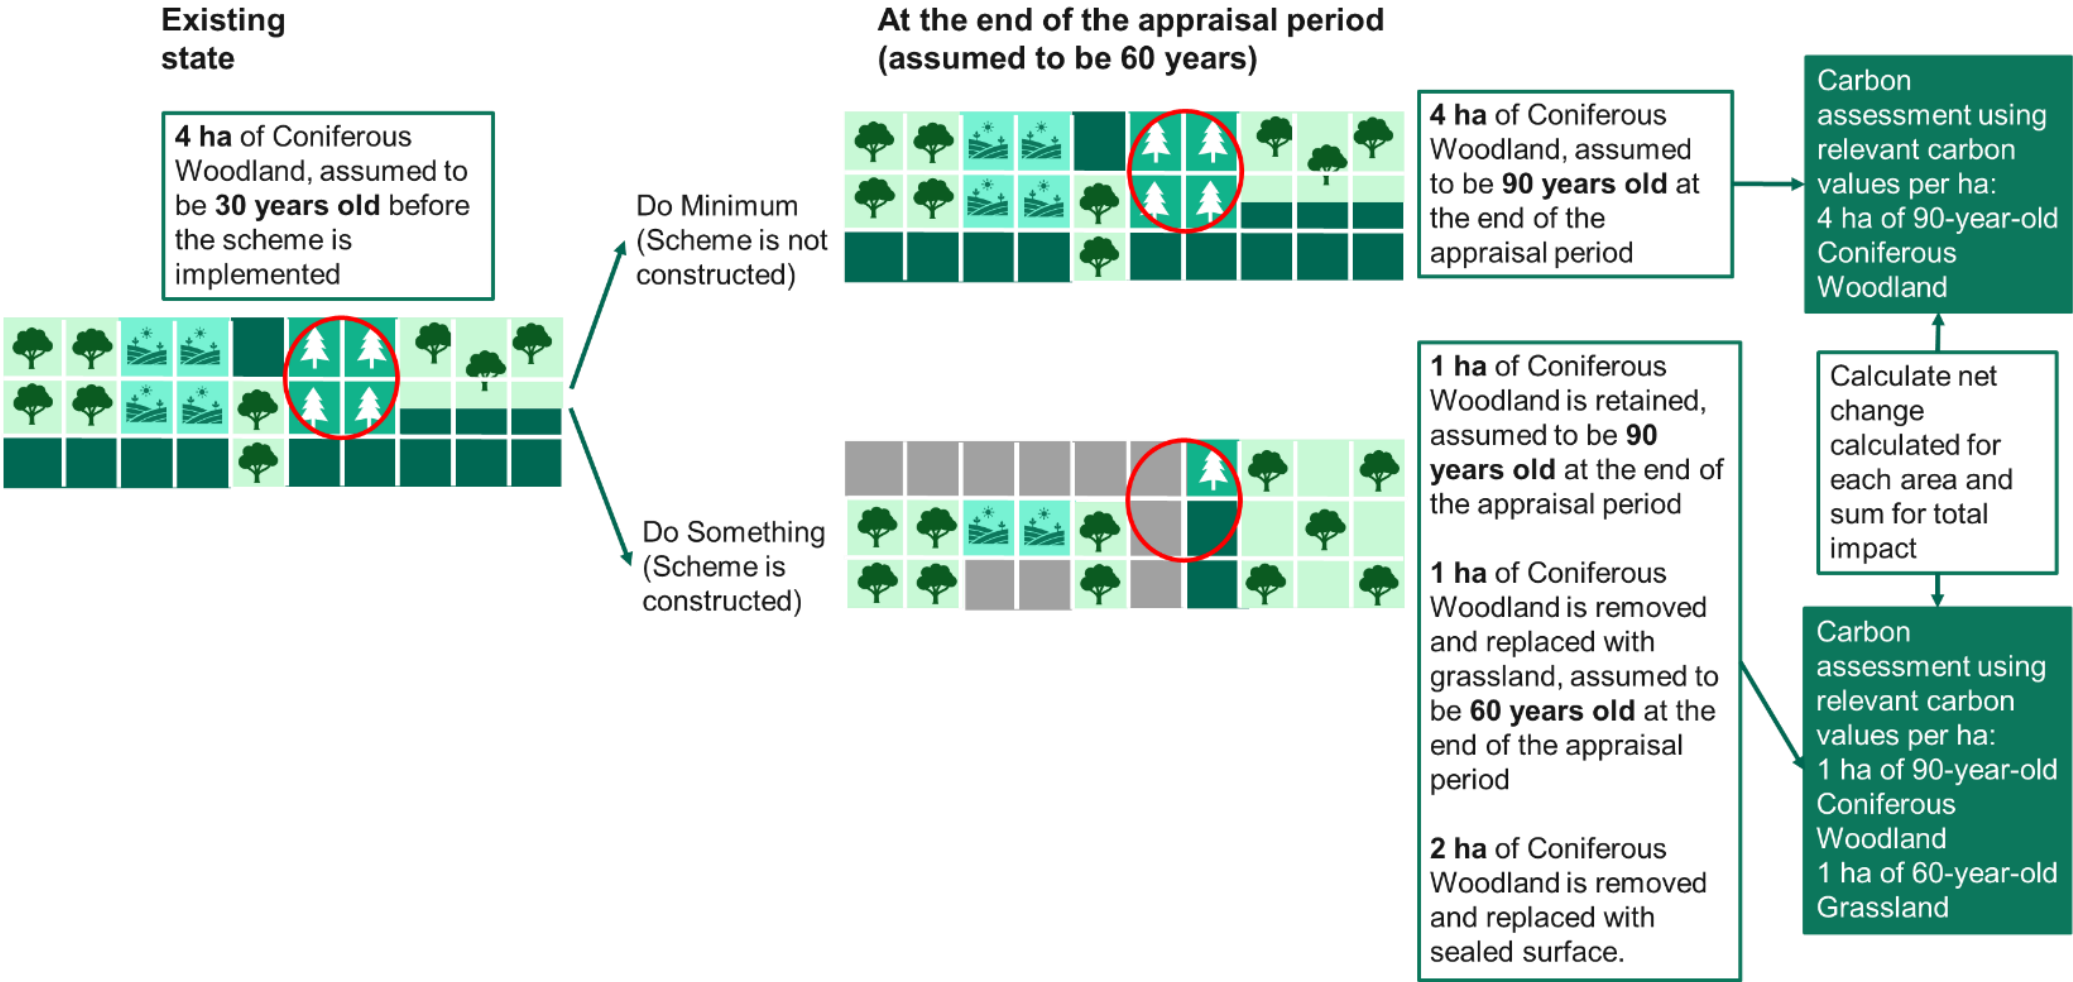 Existing
state
At the end of the appraisal period
(assumed to be 60 years)
4 ha of Coniferous
Woodland, assumed to
be 30 years old before
the scheme is
implemented
Do Minimum
(Scheme is not
constructed)
4 ha of Coniferous
Woodland, assumed
to be 90 years old at
the end of the
appraisal period
Carbon
assessment using
relevant carbon
values per ha:
4 ha of 90-year-old
Coniferous
Woodland
Do Something
(Scheme is
constructed)
1 ha of Coniferous
Woodland is retained,
assumed to be 90
years old at the end of
the appraisal period
1 ha of Coniferous
Woodland is removed
and replaced with
grassland, assumed to
be 60 years old at the
end of the appraisal
period
2 ha of Coniferous
Woodland is removed
and replaced with
sealed surface.
Calculate net
change
calculated for
each area and
sum for total
impact
Carbon
assessment using
relevant carbon
values per ha:
1 ha of 90-year-old
Coniferous
Woodland
1 ha of 60-year-old
Grassland